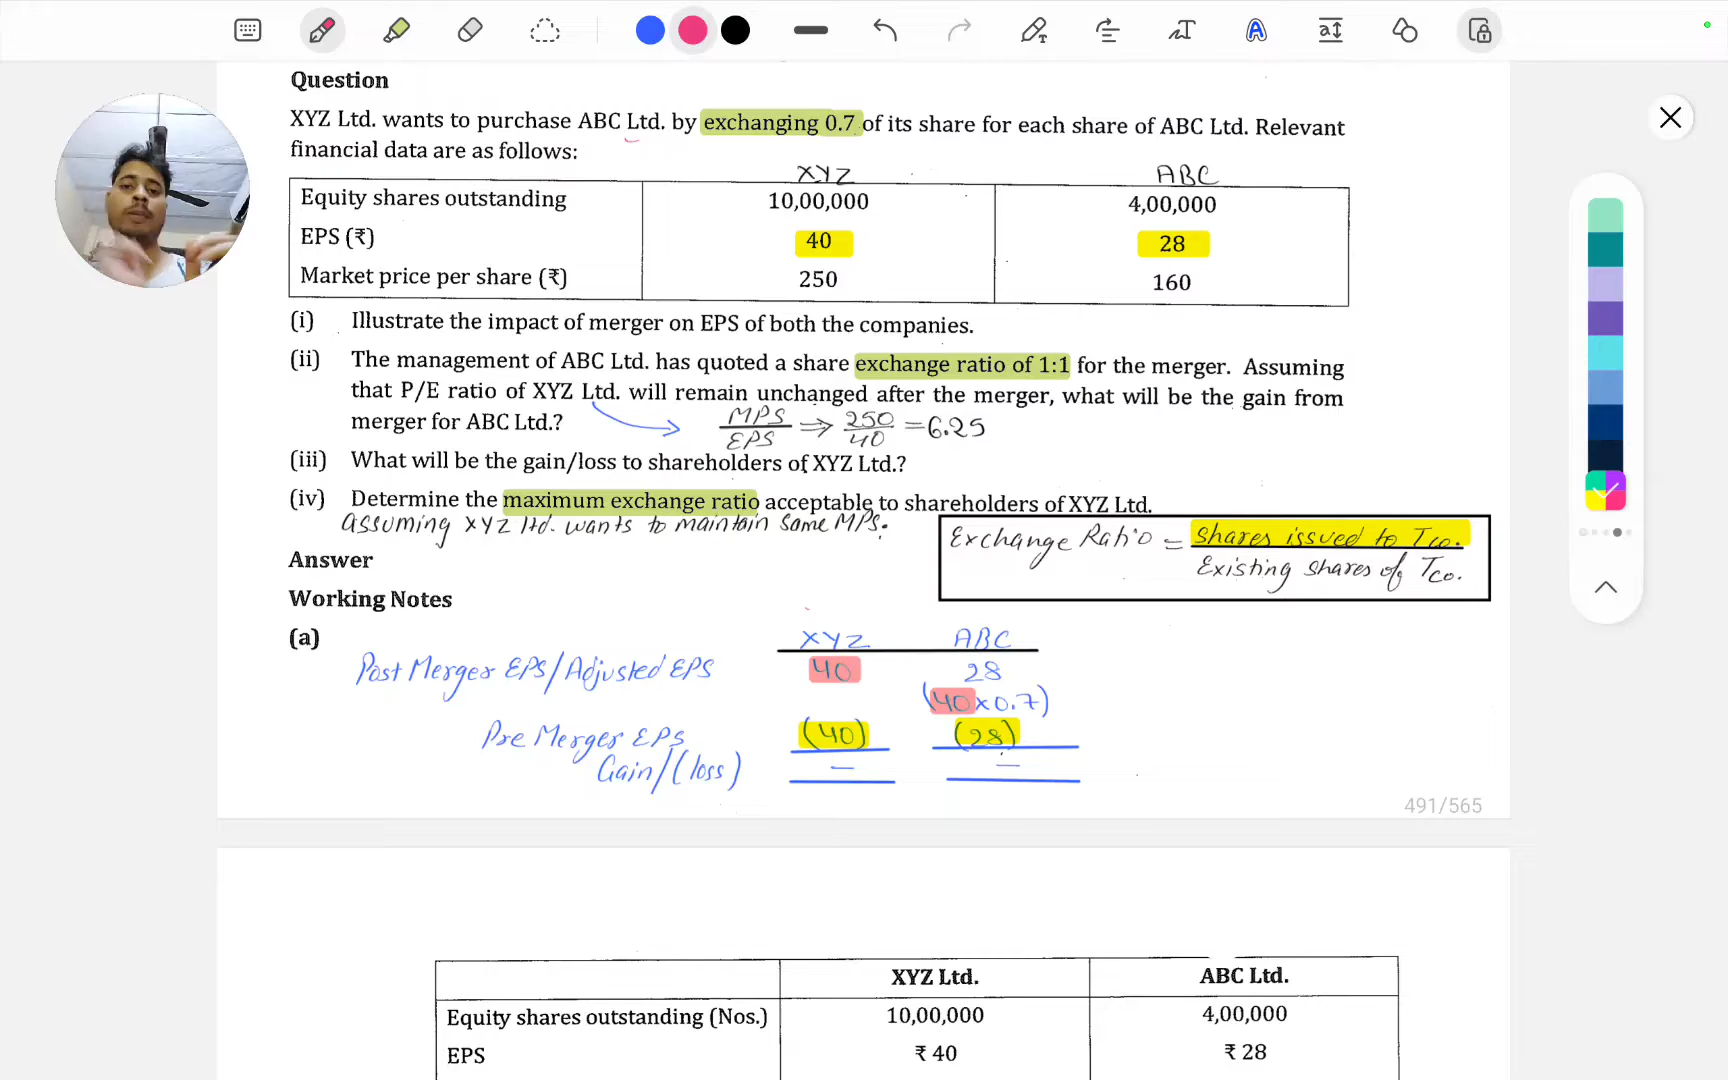 Question
XYZ Ltd. wants to purchase ABC Ltd. by exchanging 0.7 of its share for each share of ABC Ltd. Relevant
financial data are as follows:
XYZ ABC
Equity shares outstanding 10,00,000 4,00,000
EPS (₹) 40 28
Market price per share (₹) 250 160
(i) Illustrate the impact of merger on EPS of both the companies.
(ii) The management of ABC Ltd. has quoted a share exchange ratio of 1:1 for the merger. Assuming
that P/E ratio of XYZ Ltd. will remain unchanged after the merger, what will be the gain from
merger for ABC Ltd.?
MPS/EPS ⇒ 250/40 = 6.25
(iii) What will be the gain/loss to shareholders of XYZ Ltd.?
(iv) Determine the maximum exchange ratio acceptable to shareholders of XYZ Ltd.
assuming XYZ ltd. wants to maintain same MPS.
Exchange Ratio = shares issued to Tco.
Existing shares of Tco.
Answer
Working Notes
(a)
XYZ ABC
Post Merger EPS/Adjusted EPS 40 28
(40x0.7)
Pre Merger EPS (40) (28)
Gain/(loss) — —
491/565
XYZ Ltd. ABC Ltd.
Equity shares outstanding (Nos.) 10,00,000 4,00,000
EPS ₹ 40 ₹ 28